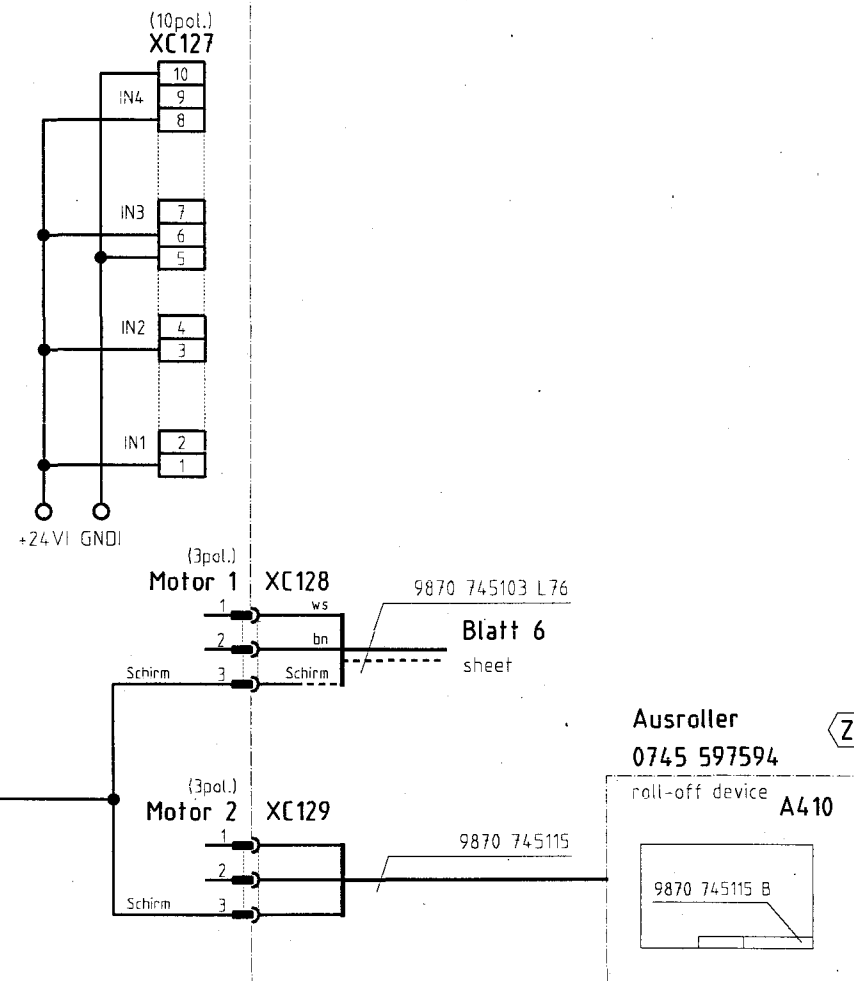 (10pol.)
XC127
10
IN4 9
8
IN3 7
6
5
IN2 4
3
IN1 2
1
+24VI GNDI
(3pol.)
Motor 1 XC128
1 ws
2 bn
Schirm 3 Schirm
9870 745103 L76
Blatt 6
sheet
Ausroller
0745 597594
Z
roll-off device
A410
(3pol.)
Motor 2 XC129
1
2
Schirm 3
9870 745115
9870 745115 B